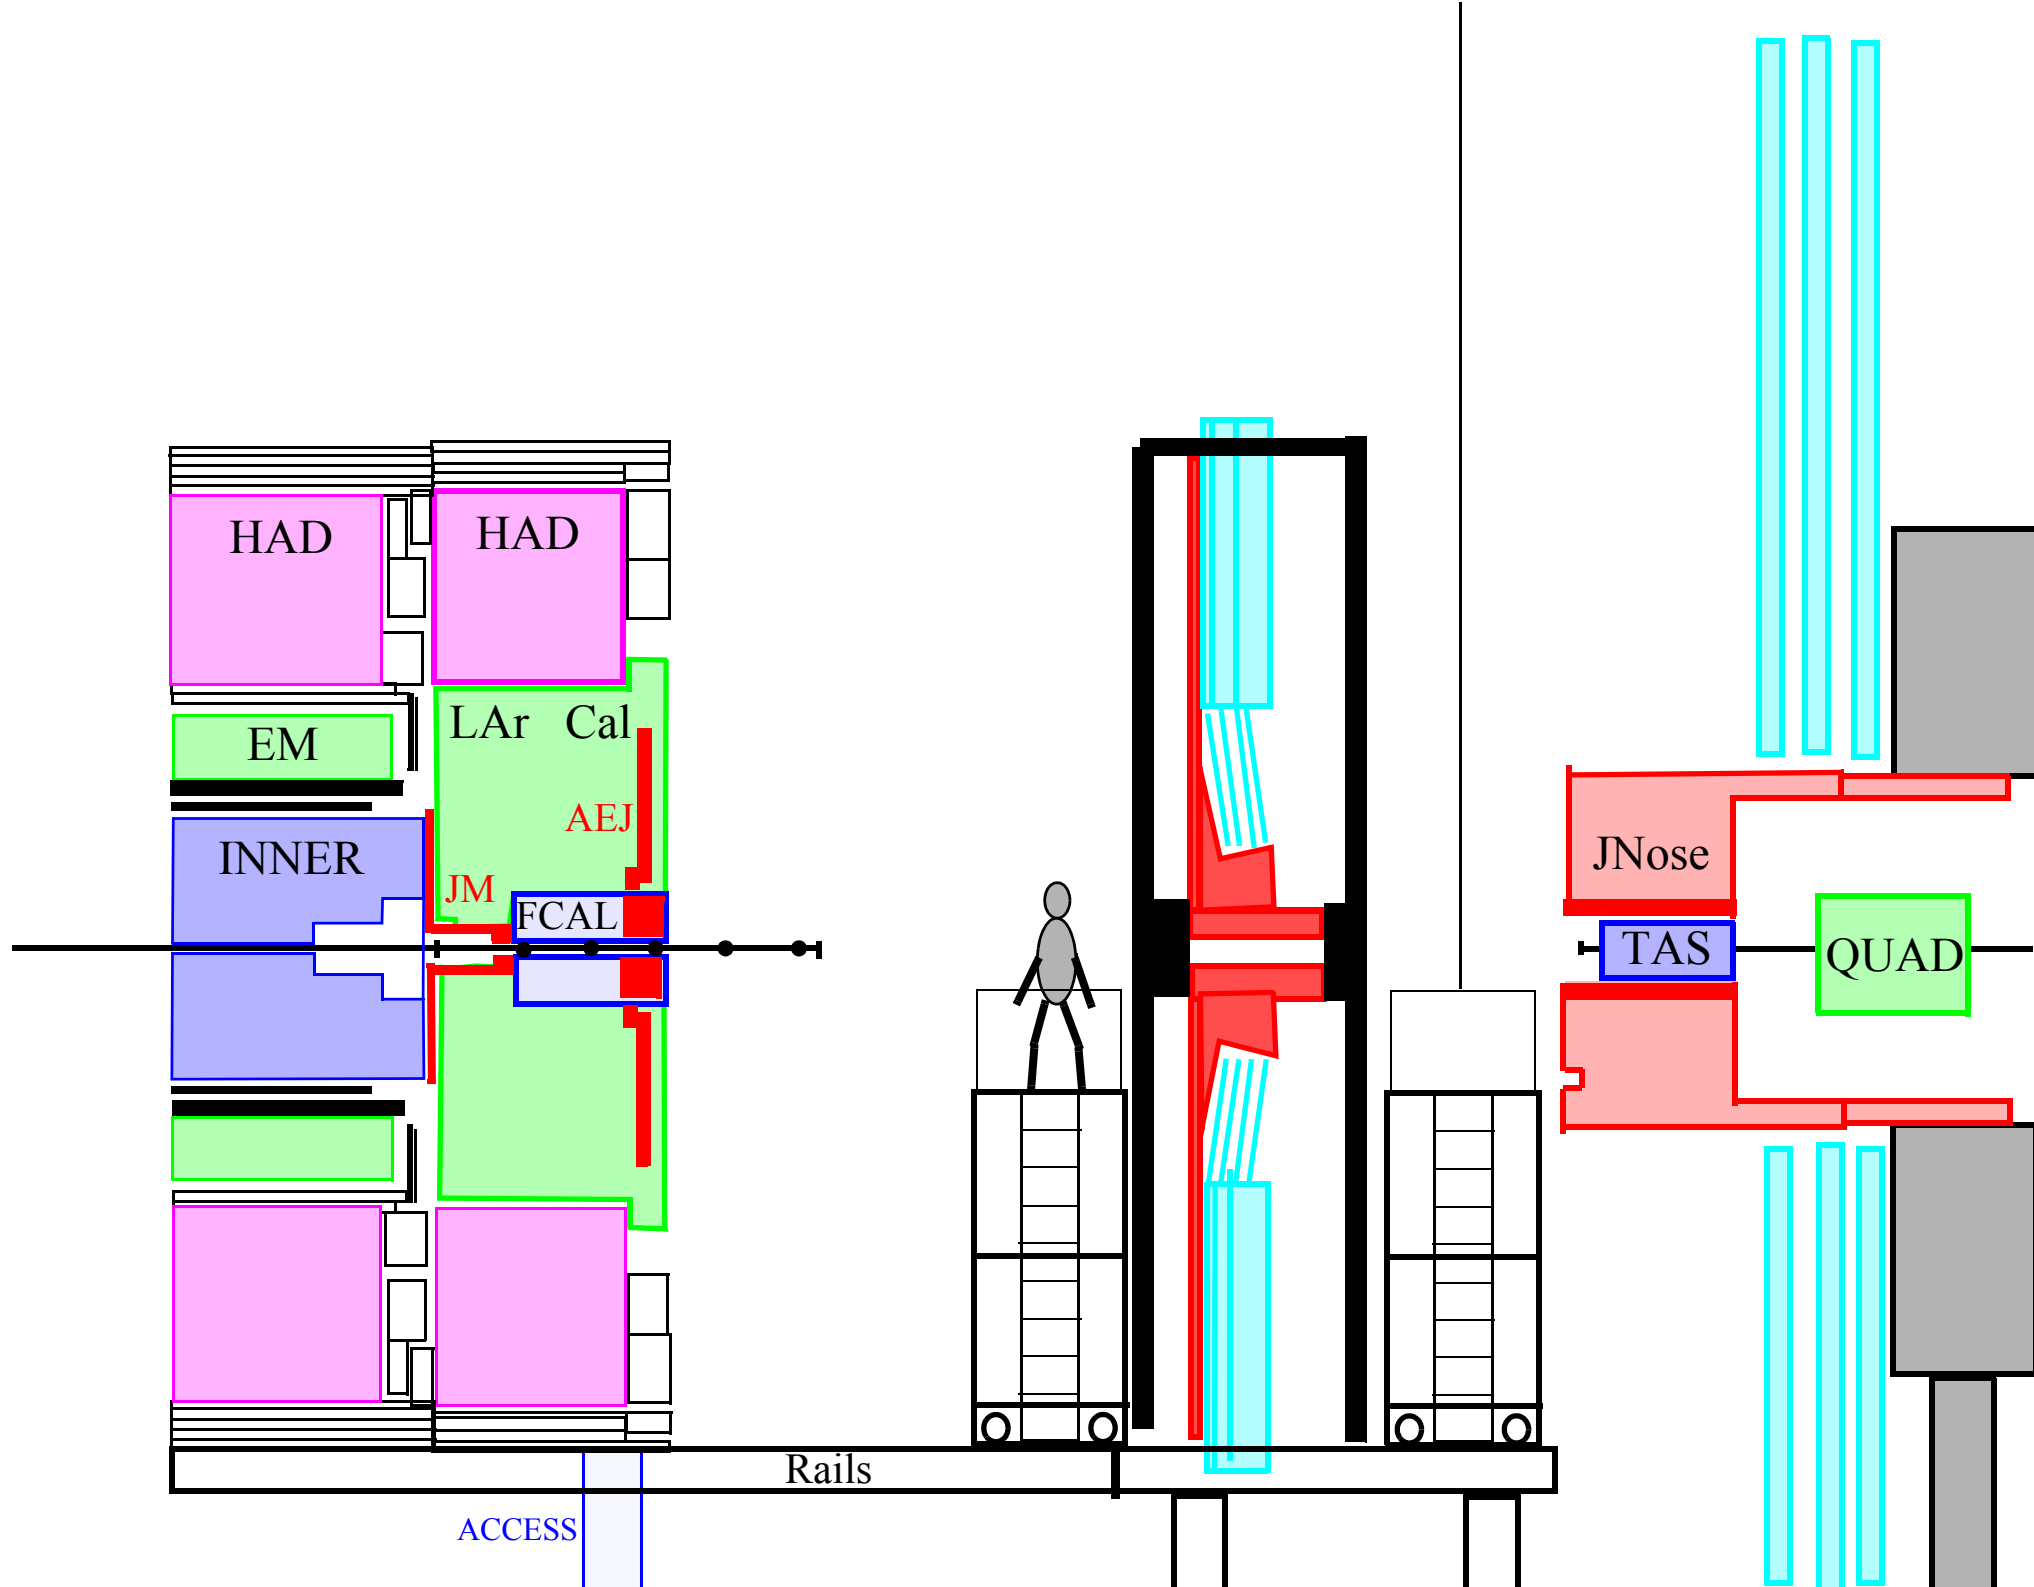 HAD HAD
LAr Cal
EM
AEJ
INNER
JNose
JM
FCAL
TAS
QUAD
Rails
ACCESS